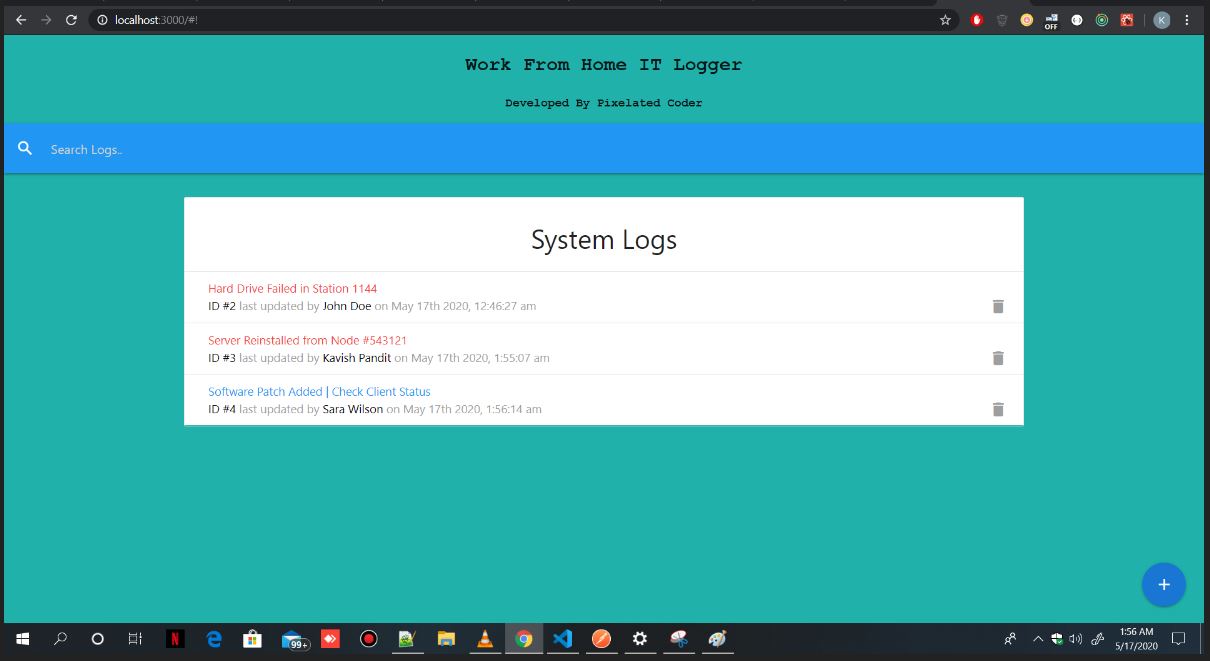 localhost:3000/#!
OFF
K
Work From Home IT Logger
Developed By Pixelated Coder
Search Logs..
System Logs
Hard Drive Failed in Station 1144
ID #2 last updated by John Doe on May 17th 2020, 12:46:27 am
Server Reinstalled from Node #543121
ID #3 last updated by Kavish Pandit on May 17th 2020, 1:55:07 am
Software Patch Added | Check Client Status
ID #4 last updated by Sara Wilson on May 17th 2020, 1:56:14 am
+
N
99+
1:56 AM
5/17/2020